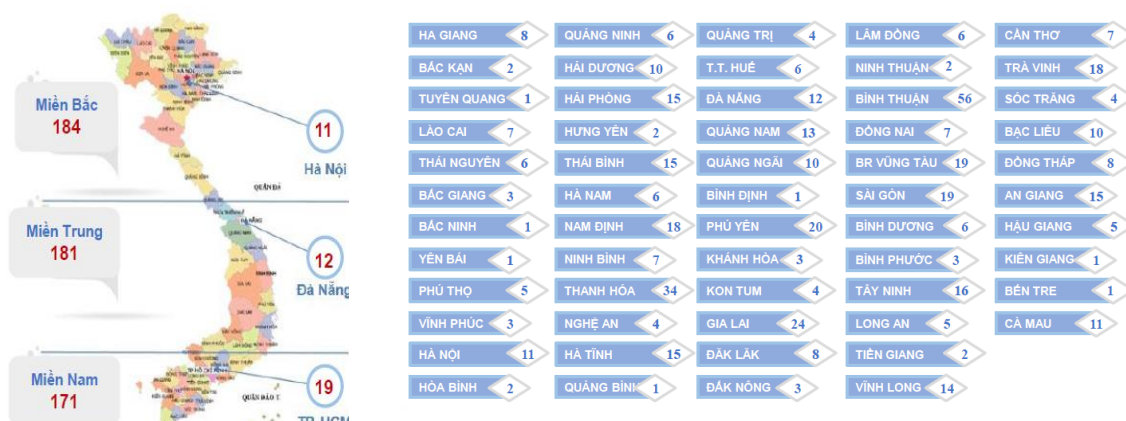 Miền Bắc
184
11
Hà Nội
QUẦN ĐẢ
Miền Trung
181
12
Đà Nẵng
Miền Nam
171
19
QUẦN ĐẢO T.
TP. HCM
HA GIANG 8
BẮC KẠN 2
TUYÊN QUANG 1
LÀO CAI 7
THÁI NGUYÊN 6
BẮC GIANG 3
BẮC NINH 1
YÊN BÁI 1
PHÚ THỌ 5
VĨNH PHÚC 3
HÀ NỘI 11
HÒA BÌNH 2
QUẢNG NINH 6
HẢI DƯƠNG 10
HẢI PHÒNG 15
HƯNG YÊN 2
THÁI BÌNH 15
HÀ NAM 6
NAM ĐỊNH 18
NINH BÌNH 7
THANH HÓA 34
NGHỆ AN 4
HÀ TĨNH 15
QUẢNG BÌNH 1
QUẢNG TRỊ 4
T.T. HUẾ 6
ĐÀ NẴNG 12
QUẢNG NAM 13
QUẢNG NGÃI 10
BÌNH ĐỊNH 1
PHÚ YÊN 20
KHÁNH HÒA 3
KON TUM 4
GIA LAI 24
ĐĂK LĂK 8
ĐẮK NÔNG 3
LÂM ĐỒNG 6
NINH THUẬN 2
BÌNH THUẬN 56
ĐỒNG NAI 7
BR VŨNG TÀU 19
SÀI GÒN 19
BÌNH DƯƠNG 6
BÌNH PHƯỚC 3
TÂY NINH 16
LONG AN 5
TIỀN GIANG 2
VĨNH LONG 14
CẦN THƠ 7
TRÀ VINH 18
SÓC TRĂNG 4
BẠC LIÊU 10
ĐỒNG THÁP 8
AN GIANG 15
HẬU GIANG 5
KIÊN GIANG 1
BẾN TRE 1
CÀ MAU 11